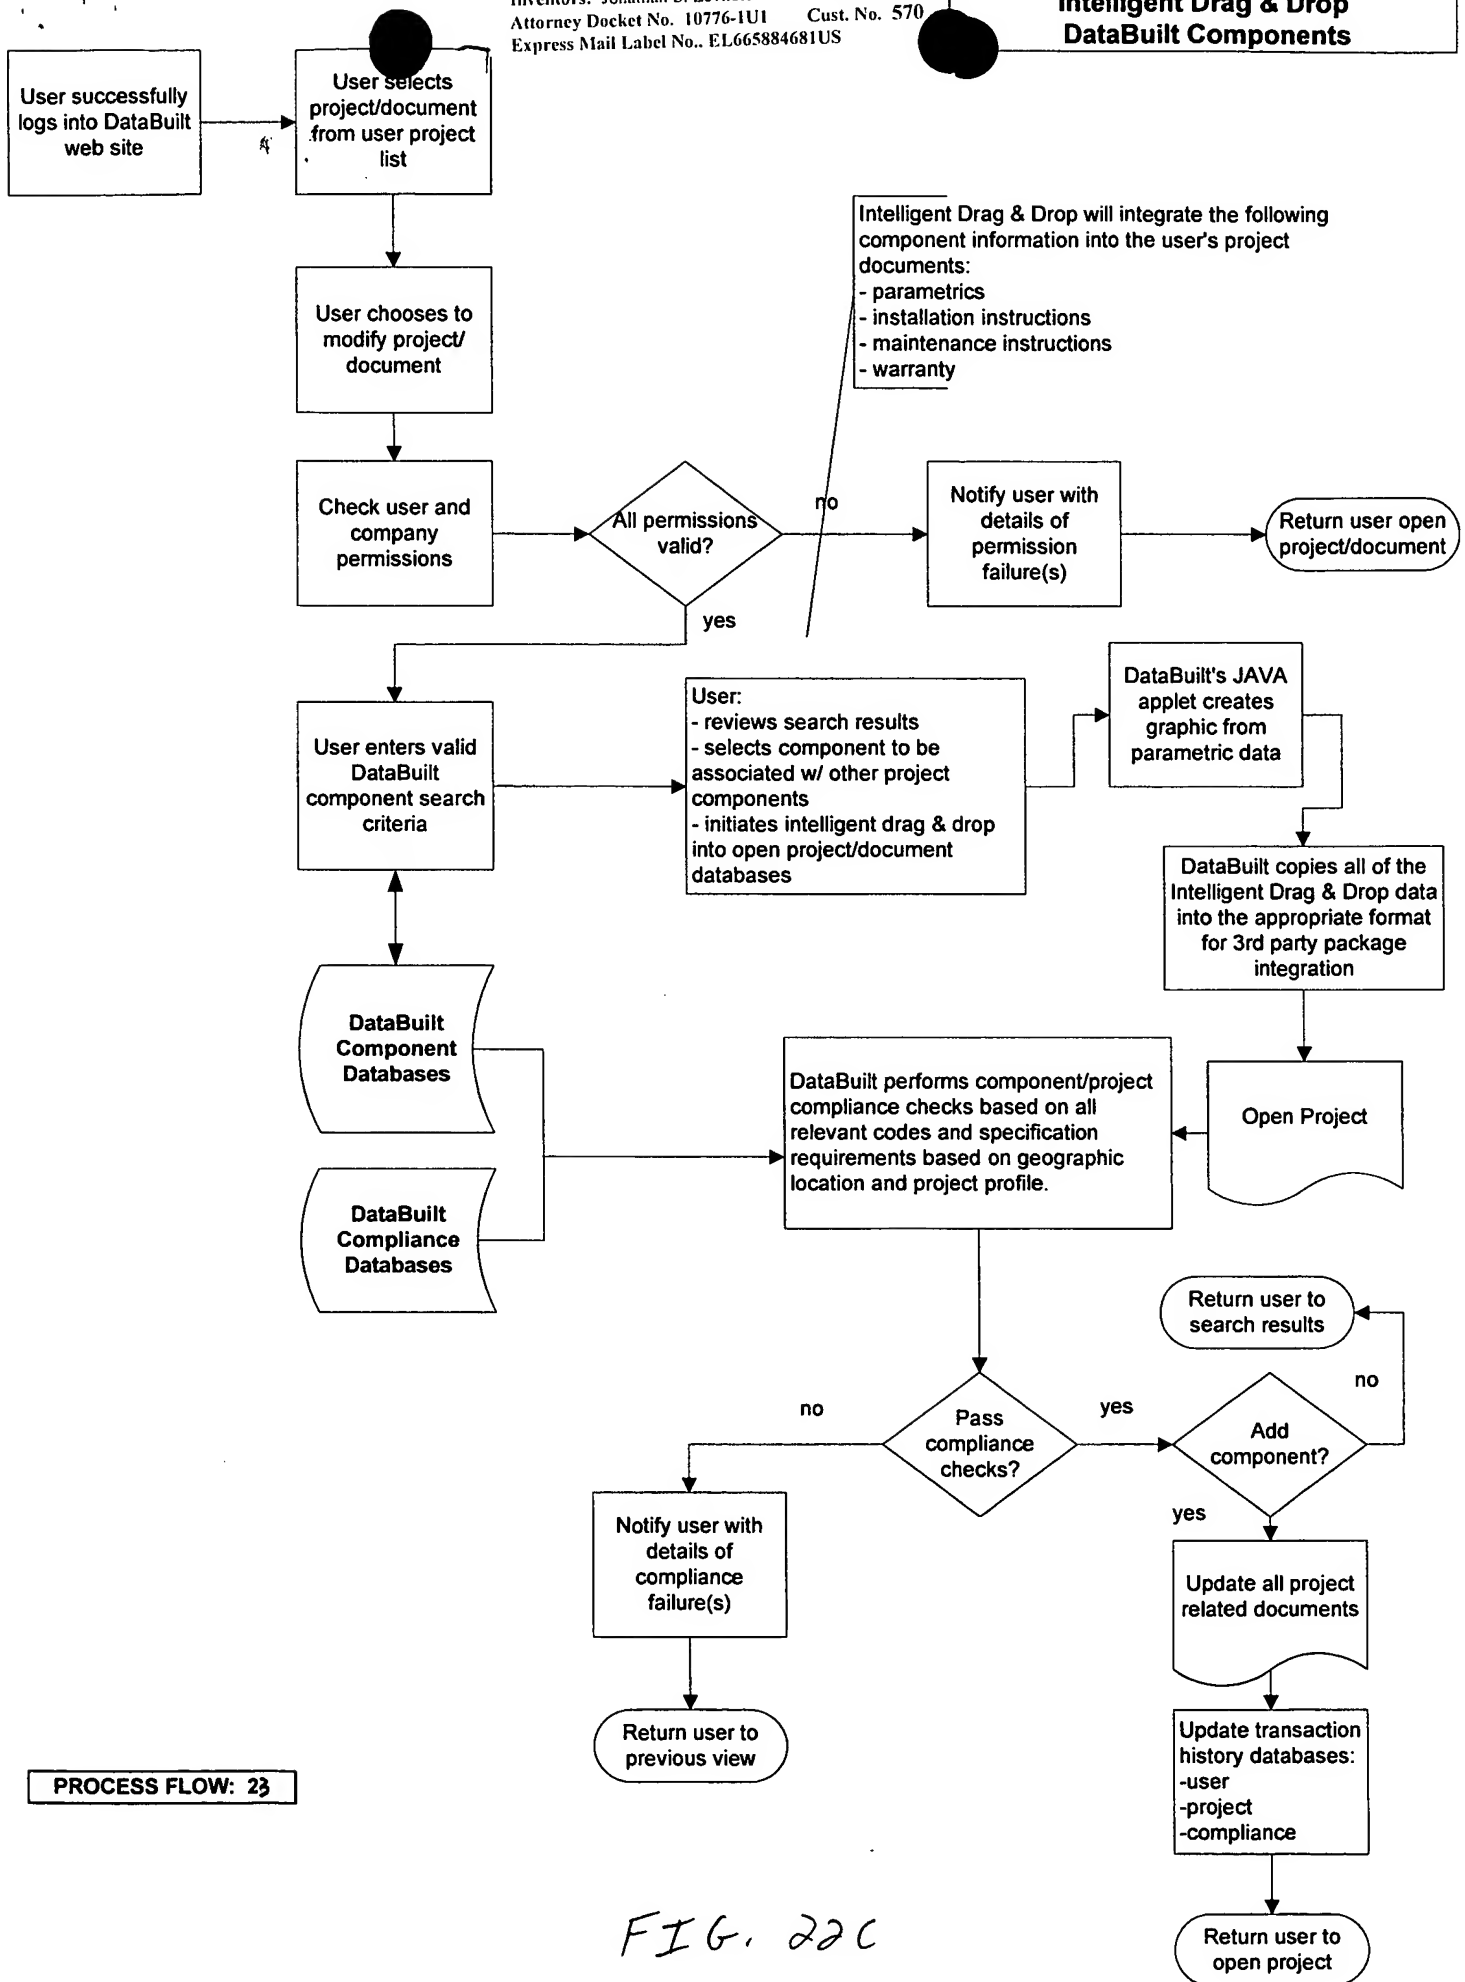 Inventors: Jonathan
Attorney Docket No. 10776-1U1 Cust. No. 570
Express Mail Label No.. EL665884681US
Intelligent Drag & Drop
DataBuilt Components
User successfully
logs into DataBuilt
web site
User selects
project/document
from user project
list
Intelligent Drag & Drop will integrate the following
component information into the user's project
documents:
- parametrics
- installation instructions
- maintenance instructions
- warranty
User chooses to
modify project/
document
Check user and
company
permissions
All permissions
valid?
no
Notify user with
details of
permission
failure(s)
Return user open
project/document
yes
User enters valid
DataBuilt
component search
criteria
User:
- reviews search results
- selects component to be
associated w/ other project
components
- initiates intelligent drag & drop
into open project/document
databases
DataBuilt's JAVA
applet creates
graphic from
parametric data
DataBuilt copies all of the
Intelligent Drag & Drop data
into the appropriate format
for 3rd party package
integration
DataBuilt
Component
Databases
DataBuilt performs component/project
compliance checks based on all
relevant codes and specification
requirements based on geographic
location and project profile.
Open Project
DataBuilt
Compliance
Databases
Return user to
search results
no
no
Pass
compliance
checks?
yes
Add
component?
yes
Notify user with
details of
compliance
failure(s)
Update all project
related documents
Return user to
previous view
Update transaction
history databases:
-user
-project
-compliance
PROCESS FLOW: 23
Return user to
open project
FIG. 22C